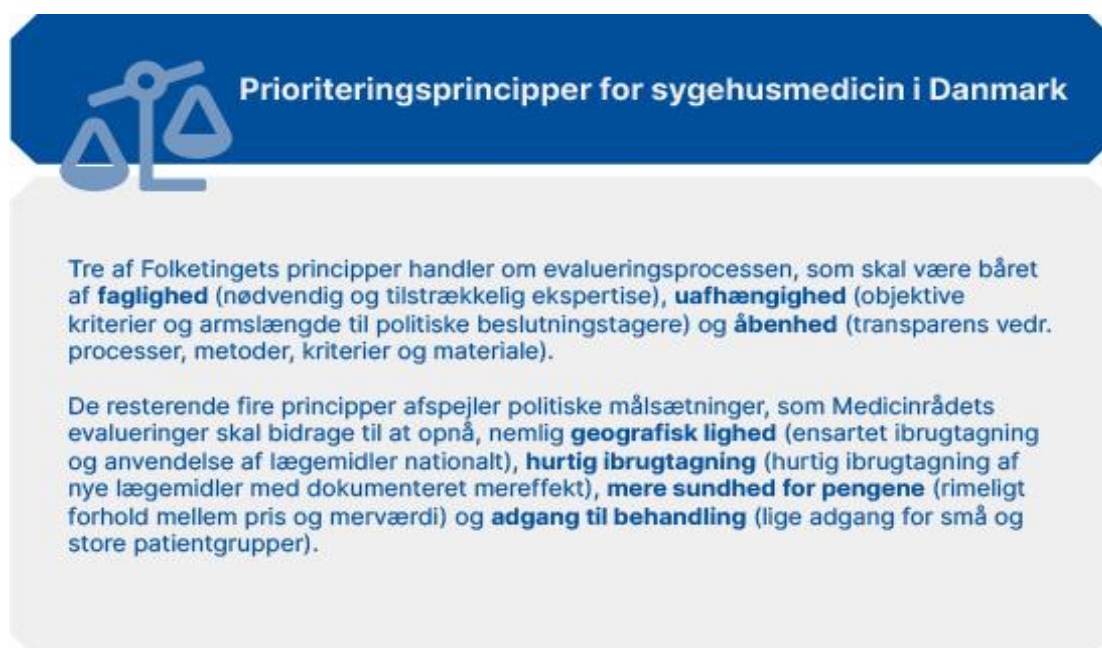 Prioriteringsprincipper for sygehusmedicin i Danmark
Tre af Folketingets principper handler om evalueringsprocessen, som skal være båret
af faglighed (nødvendig og tilstrækkelig ekspertise), uafhængighed (objektive
kriterier og armslængde til politiske beslutningstagere) og åbenhed (transparens vedr.
processer, metoder, kriterier og materiale).
De resterende fire principper afspejler politiske målsætninger, som Medicinrådets
evalueringer skal bidrage til at opnå, nemlig geografisk lighed (ensartet ibrugtagning
og anvendelse af lægemidler nationalt), hurtig ibrugtagning (hurtig ibrugtagning af
nye lægemidler med dokumenteret mereffekt), mere sundhed for pengene (rimeligt
forhold mellem pris og merværdi) og adgang til behandling (lige adgang for små og
store patientgrupper).